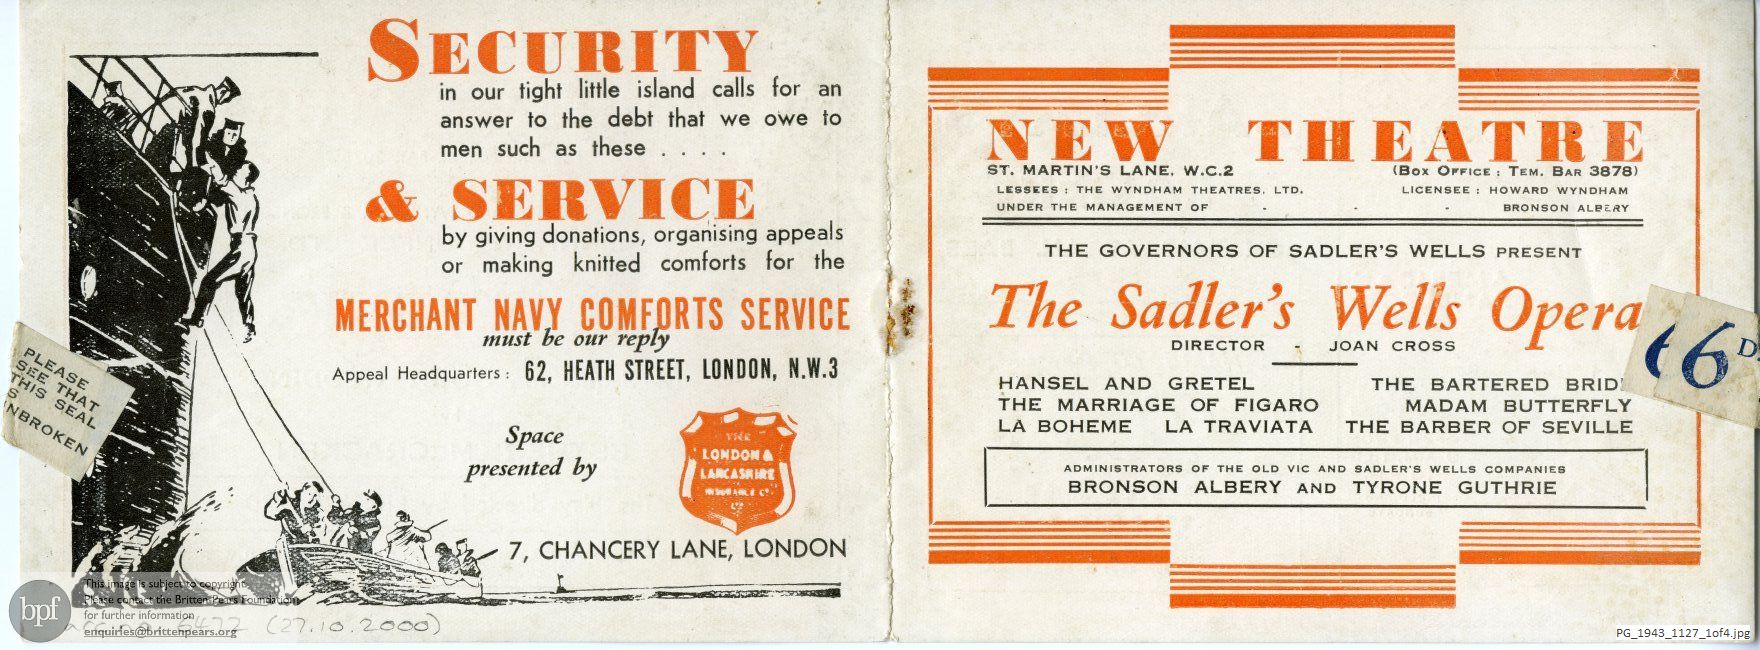 SECURITY
in our tight little island calls for an
answer to the debt that we owe to
men such as these . . . .
& SERVICE
by giving donations, organising appeals
or making knitted comforts for the
MERCHANT NAVY COMFORTS SERVICE
must be our reply
Appeal Headquarters : 62, HEATH STREET, LONDON, N.W.3
Space
presented by
THE
LONDON &
LANCASHIRE
INSURANCE CO
LD
7, CHANCERY LANE, LONDON
PLEASE
SEE THAT
THIS SEAL
S
NBROKEN
bpf
This image is subject to copyright
Please contact the Britten-Pears Foundation
for further information
enquiries@brittenpears.org
(27.10.2000)
NEW THEATRE
ST. MARTIN'S LANE, W.C.2 (BOX OFFICE : TEM. BAR 3878)
LESSEES : THE WYNDHAM THEATRES, LTD. LICENSEE : HOWARD WYNDHAM
UNDER THE MANAGEMENT OF - - - BRONSON ALBERY
THE GOVERNORS OF SADLER'S WELLS PRESENT
The Sadler's Wells Opera
DIRECTOR - JOAN CROSS
6D
HANSEL AND GRETEL THE BARTERED BRID
THE MARRIAGE OF FIGARO MADAM BUTTERFLY
LA BOHEME LA TRAVIATA THE BARBER OF SEVILLE
ADMINISTRATORS OF THE OLD VIC AND SADLER'S WELLS COMPANIES
BRONSON ALBERY AND TYRONE GUTHRIE
PG_1943_1127_1of4.jpg